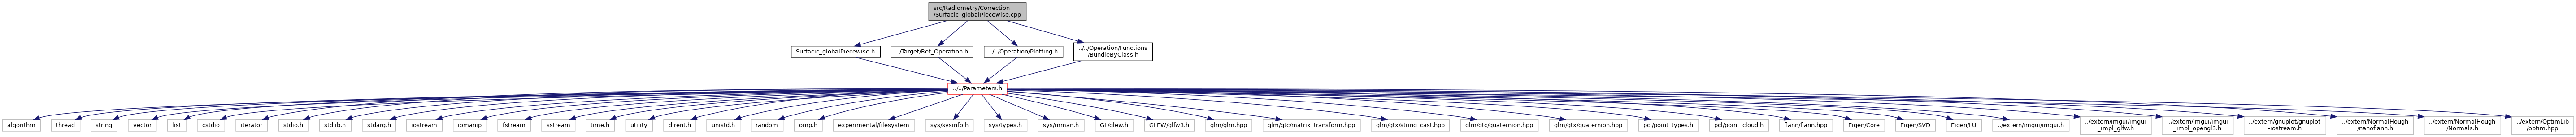 src/Radiometry/Correction
/Surfacic_globalPiecewise.cpp
Surfacic_globalPiecewise.h
../Target/Ref_Operation.h
../../Operation/Plotting.h
../../Operation/Functions
/BundleByClass.h
../../Parameters.h
algorithm
thread
string
vector
list
cstdio
iterator
stdio.h
stdlib.h
stdarg.h
iostream
iomanip
fstream
sstream
time.h
utility
dirent.h
unistd.h
random
omp.h
experimental/filesystem
sys/sysinfo.h
sys/types.h
sys/mman.h
GL/glew.h
GLFW/glfw3.h
glm/glm.hpp
glm/gtc/matrix_transform.hpp
glm/gtx/string_cast.hpp
glm/gtc/quaternion.hpp
glm/gtx/quaternion.hpp
pcl/point_types.h
pcl/point_cloud.h
flann/flann.hpp
Eigen/Core
Eigen/SVD
Eigen/LU
../extern/imgui/imgui.h
../extern/imgui/imgui
_impl_glfw.h
../extern/imgui/imgui
_impl_opengl3.h
../extern/gnuplot/gnuplot
-iostream.h
../extern/NormalHough
/nanoflann.h
../extern/NormalHough
/Normals.h
../extern/OptimLib
/optim.hpp